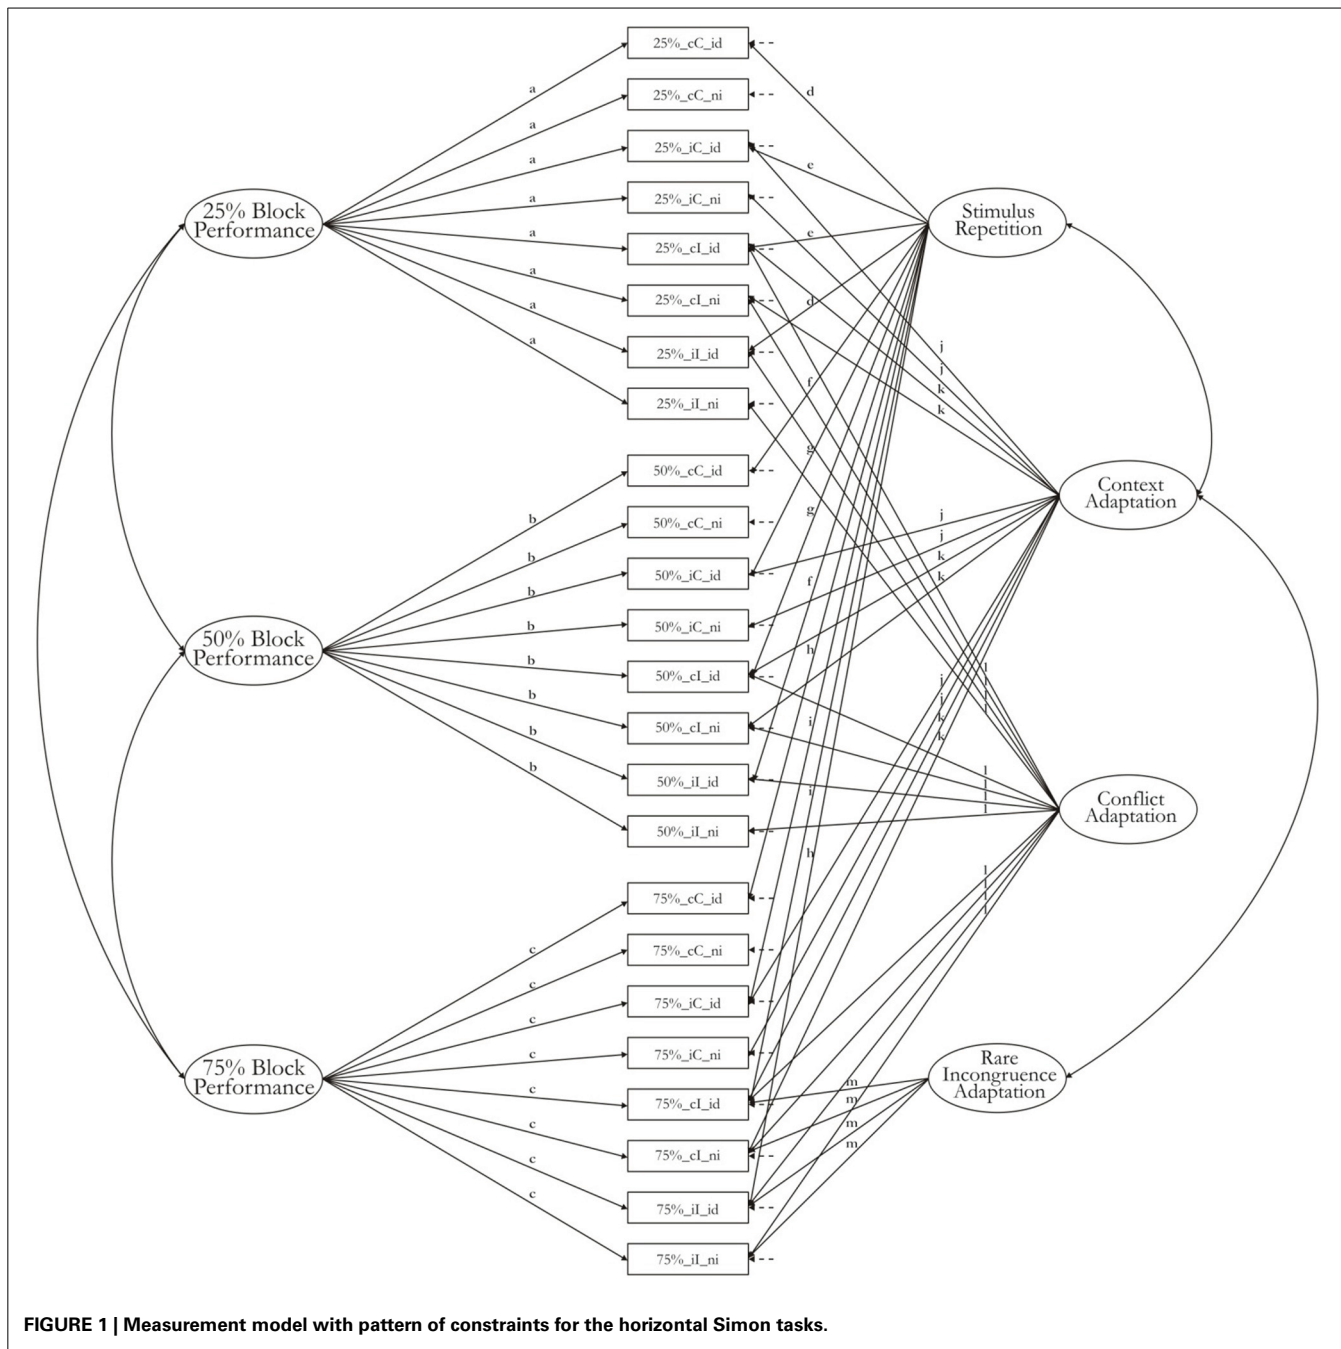 25%_cC_id
25%_cC_ni
25%_iC_id
25%_iC_ni
25%_cI_id
25%_cI_ni
25%_iI_id
25%_iI_ni
50%_cC_id
50%_cC_ni
50%_iC_id
50%_iC_ni
50%_cI_id
50%_cI_ni
50%_iI_id
50%_iI_ni
75%_cC_id
75%_cC_ni
75%_iC_id
75%_iC_ni
75%_cI_id
75%_cI_ni
75%_iI_id
75%_iI_ni
25% Block
Performance
50% Block
Performance
75% Block
Performance
a
a
a
a
a
a
a
a
b
b
b
b
b
b
b
b
c
c
c
c
c
c
c
c
d
e
e
d
f
g
g
f
h
i
i
h
j
j
k
k
j
j
k
k
j
j
k
k
l
l
l
l
l
l
l
l
l
l
l
l
m
m
m
m
Stimulus
Repetition
Context
Adaptation
Conflict
Adaptation
Rare
Incongruence
Adaptation
FIGURE 1 | Measurement model with pattern of constraints for the horizontal Simon tasks.